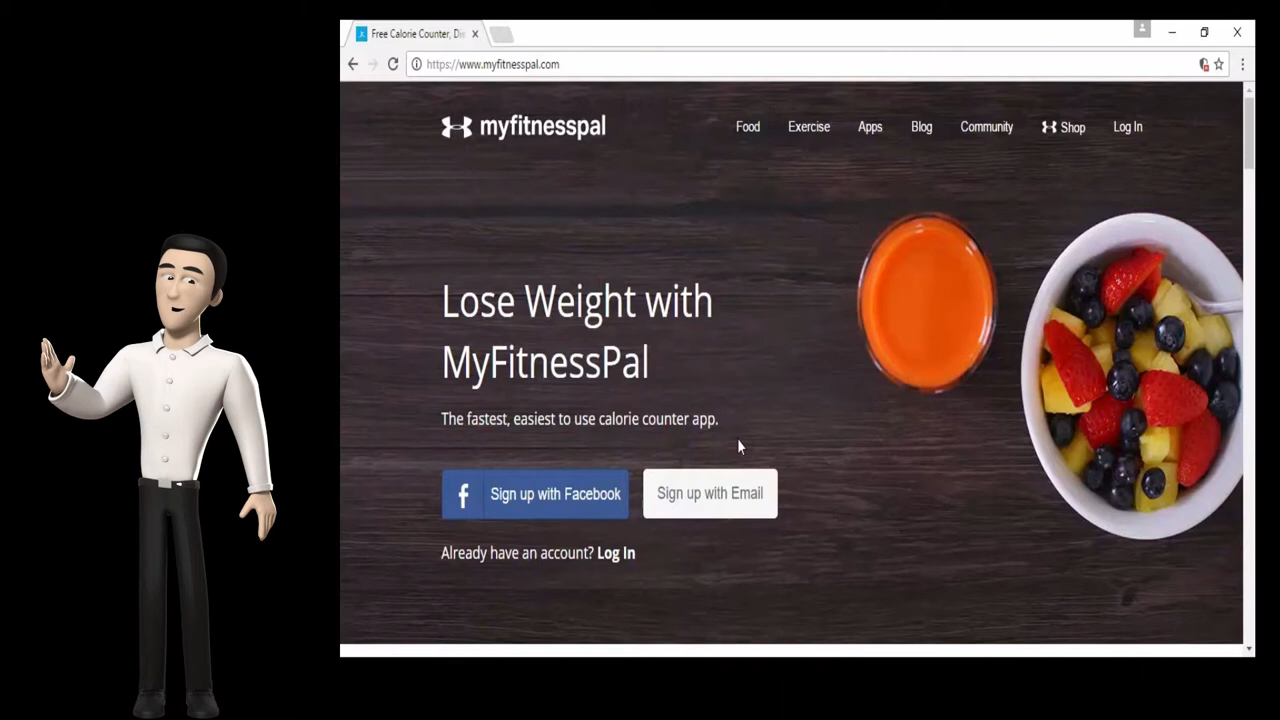 Free Calorie Counter, Die
https://www.myfitnesspal.com
myfitnesspal
Food Exercise Apps Blog Community Shop Log In
Lose Weight with
MyFitnessPal
The fastest, easiest to use calorie counter app.
Sign up with Facebook Sign up with Email
Already have an account? Log In